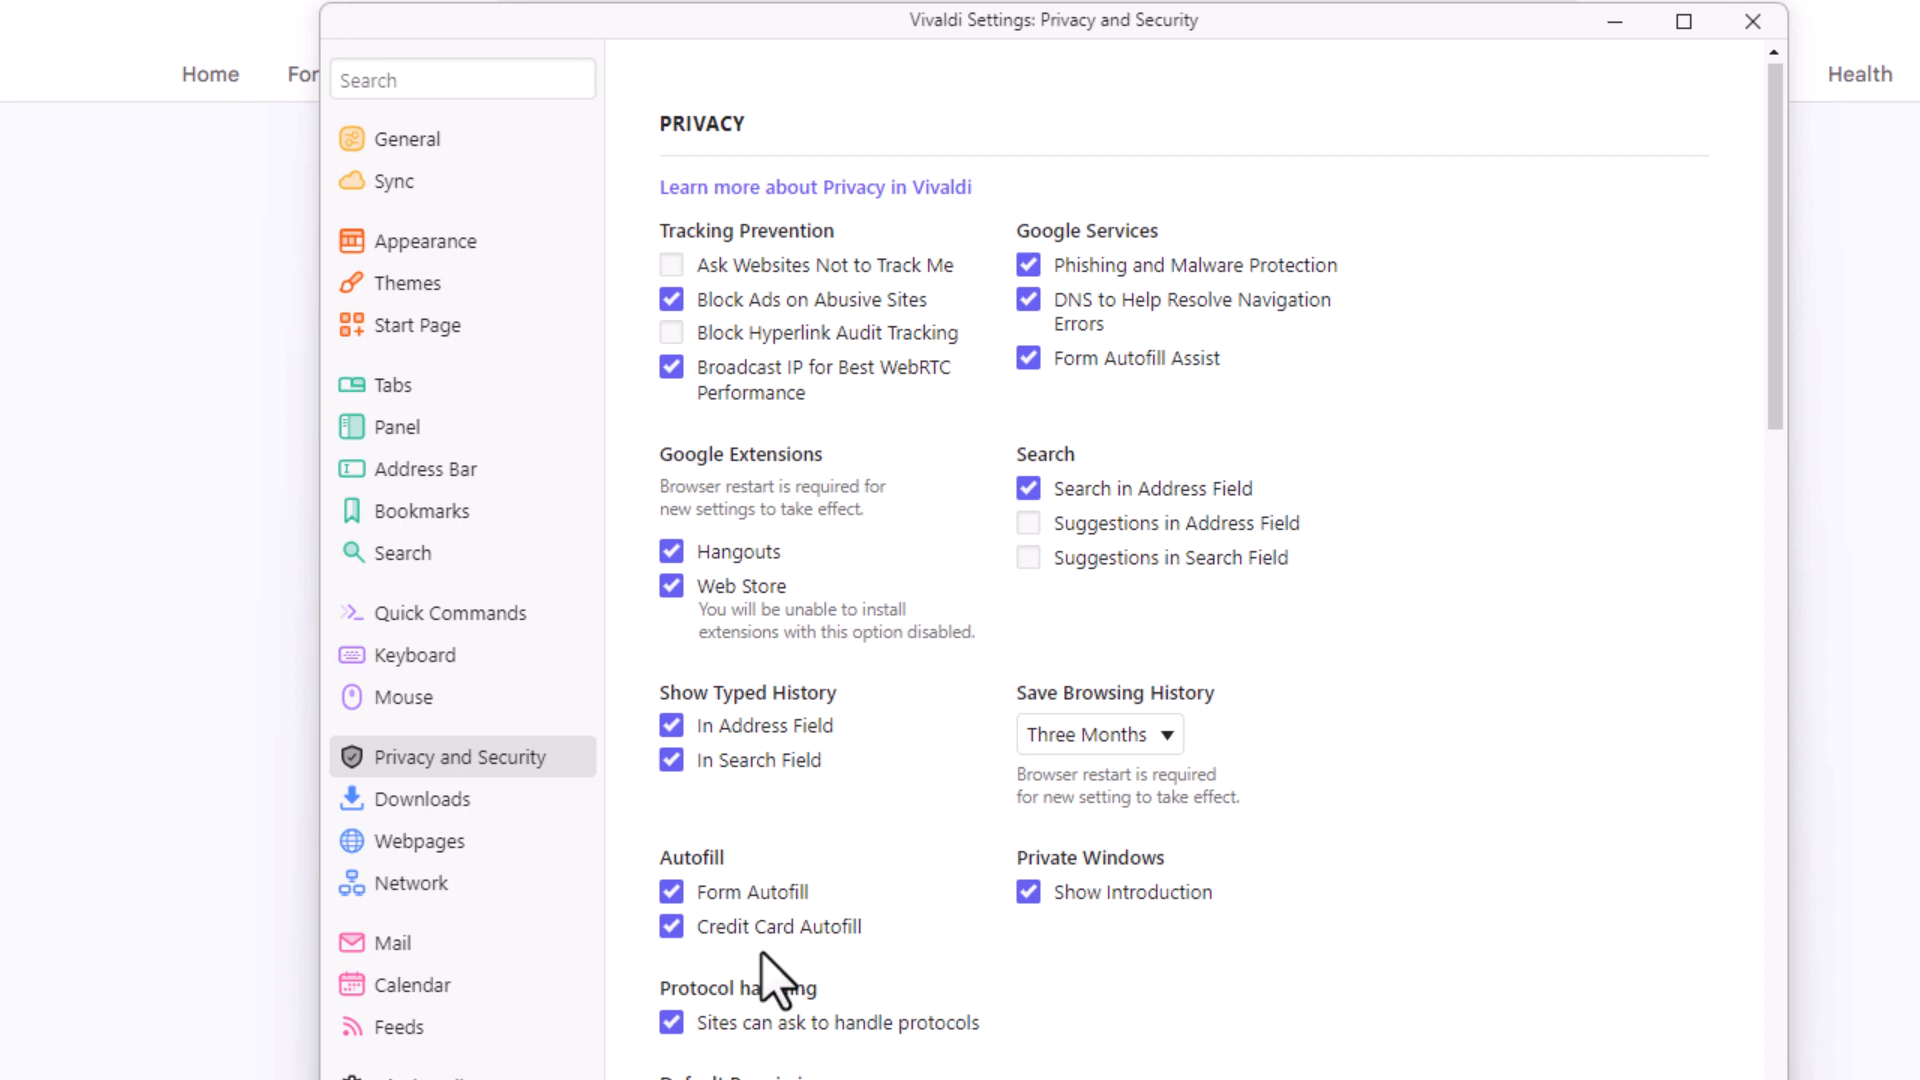 Vivaldi Settings: Privacy and Security
Home
For
Health
Search
General
Sync
Appearance
Themes
Start Page
Tabs
Panel
Address Bar
Bookmarks
Search
Quick Commands
Keyboard
Mouse
Privacy and Security
Downloads
Webpages
Network
Mail
Calendar
Feeds
PRIVACY
Learn more about Privacy in Vivaldi
Tracking Prevention
Ask Websites Not to Track Me
Block Ads on Abusive Sites
Block Hyperlink Audit Tracking
Broadcast IP for Best WebRTC
Performance
Google Services
Phishing and Malware Protection
DNS to Help Resolve Navigation
Errors
Form Autofill Assist
Google Extensions
Browser restart is required for
new settings to take effect.
Hangouts
Web Store
You will be unable to install
extensions with this option disabled.
Search
Search in Address Field
Suggestions in Address Field
Suggestions in Search Field
Show Typed History
In Address Field
In Search Field
Save Browsing History
Three Months
Browser restart is required
for new setting to take effect.
Autofill
Form Autofill
Credit Card Autofill
Private Windows
Show Introduction
Protocol
Sites can ask to handle protocols